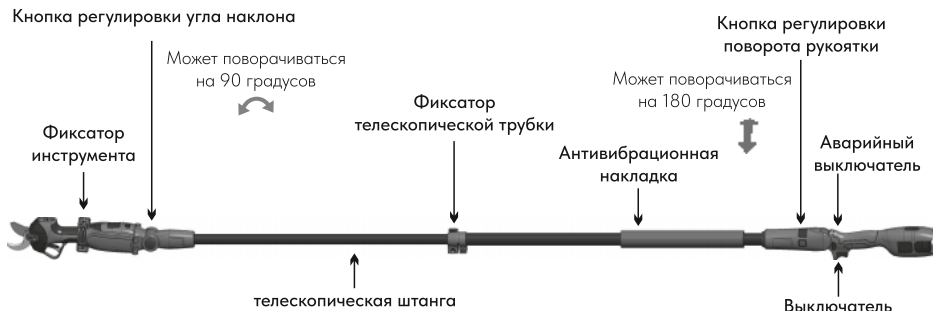 Кнопка регулировки угла наклона
Кнопка регулировки
поворота рукоятки
Может поворачиваться
на 90 градусов
Может поворачиваться
на 180 градусов
Фиксатор
телескопической трубки
Фиксатор
инструмента
Антивибрационная
накладка
Аварийный
выключатель
телескопическая штанга
Выключатель